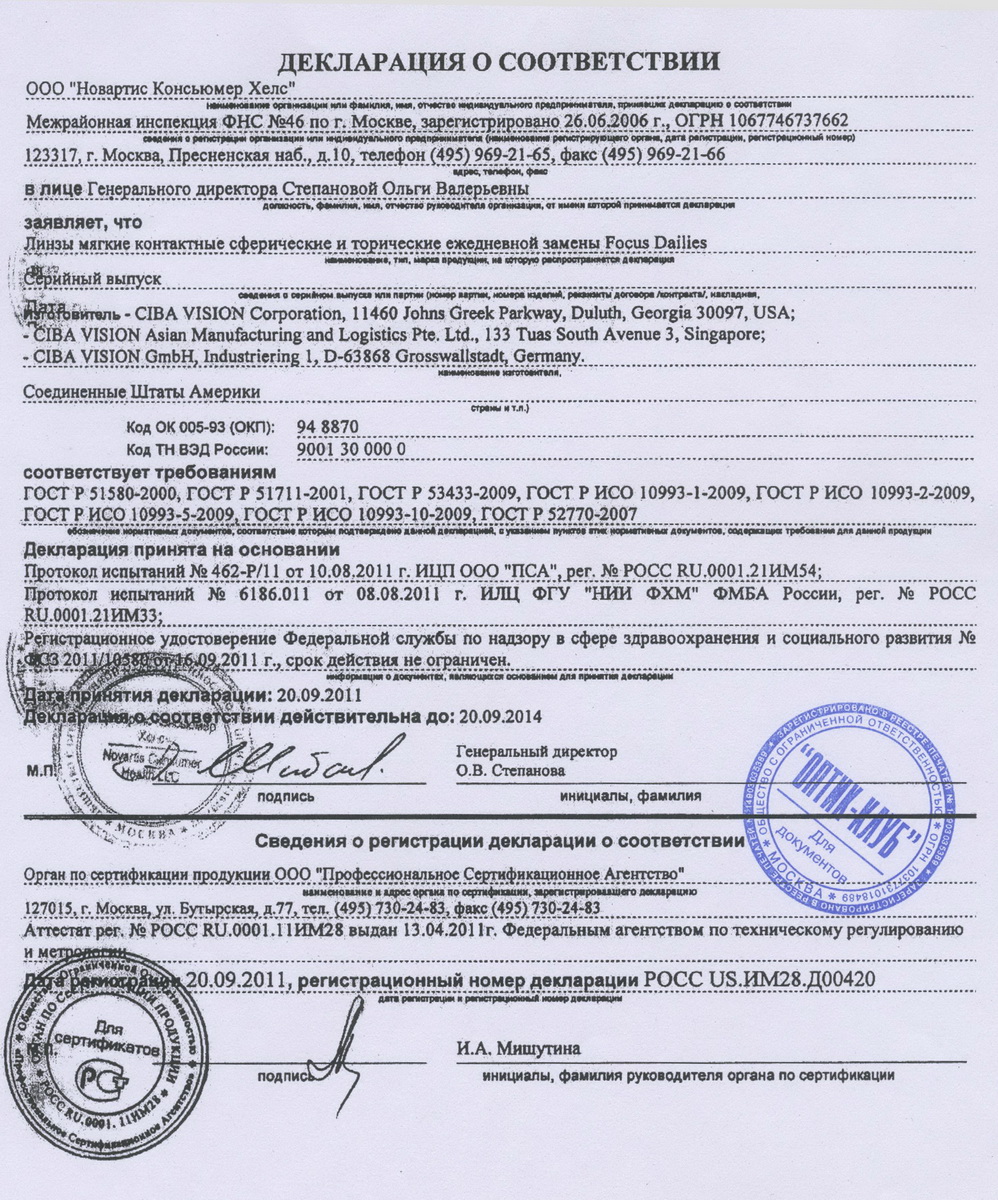 ДЕКЛАРАЦИЯ О СООТВЕТСТВИИ
ООО "Новартис Консьюмер Хелс"
наименование организации или фамилия, имя, отчество индивидуального предпринимателя, принявших декларацию о соответствии
Межрайонная инспекция ФНС №46 по г. Москве, зарегистрировано 26.06.2006 г., ОГРН 1067746737662
сведения о регистрации организации или индивидуального предпринимателя (наименование регистрирующего органа, дата регистрации, регистрационный номер)
123317, г. Москва, Пресненская наб., д.10, телефон (495) 969-21-65, факс (495) 969-21-66
адрес, телефон, факс
в лице Генерального директора Степановой Ольги Валерьевны
должность, фамилия, имя, отчество руководителя организации, от имени которой принимается декларация
заявляет, что
Линзы мягкие контактные сферические и торические ежедневной замены Focus Dailies
наименование, тип, марка продукции, на которую распространяется декларация
Серийный выпуск
сведения о серийном выпуске или партии (номер партии, номера изделий, реквизиты договора /контракта/, накладная,
Дата
Изготовитель - CIBA VISION Corporation, 11460 Johns Greek Parkway, Duluth, Georgia 30097, USA;
- CIBA VISION Asian Manufacturing and Logistics Pte. Ltd., 133 Tuas South Avenue 3, Singapore;
- CIBA VISION GmbH, Industriering 1, D-63868 Grosswallstadt, Germany.
наименование изготовителя,
Соединенные Штаты Америки
страны и т.п.)
Код ОК 005-93 (ОКП): 94 8870
Код ТН ВЭД России: 9001 30 000 0
соответствует требованиям
ГОСТ Р 51580-2000, ГОСТ Р 51711-2001, ГОСТ Р 53433-2009, ГОСТ Р ИСО 10993-1-2009, ГОСТ Р ИСО 10993-2-2009,
ГОСТ Р ИСО 10993-5-2009, ГОСТ Р ИСО 10993-10-2009, ГОСТ Р 52770-2007
обозначение нормативных документов, соответствие которым подтверждено данной декларацией, с указанием пунктов этих нормативных документов, содержащих требования для данной продукции
Декларация принята на основании
Протокол испытаний № 462-Р/11 от 10.08.2011 г. ИЦП ООО "ПСА", рег. № РОСС RU.0001.21ИМ54;
Протокол испытаний № 6186.011 от 08.08.2011 г. ИЛЦ ФГУ "НИИ ФХМ" ФМБА России, рег. № РОСС
RU.0001.21ИМ33;
Регистрационное удостоверение Федеральной службы по надзору в сфере здравоохранения и социального развития №
ФСЗ 2011/10580 от 16.09.2011 г., срок действия не ограничен.
информация о документах, являющихся основанием для принятия декларации
Дата принятия декларации: 20.09.2011
Декларация о соответствии действительна до: 20.09.2014
Novartis Consumer
Health LLC
МОСКВА
М.П.
подпись
Генеральный директор
О.В. Степанова
инициалы, фамилия
ЗАРЕГИСТРИРОВАНО В РЕЕСТРЕ ПЕЧАТЕЙ
ОБЩЕСТВО С ОГРАНИ�ченной ОТВЕТСТВЕННОСТЬЮ
"ОПТИК-КЛУБ"
Для
документов
МОСКВА
Сведения о регистрации декларации о соответствии
Орган по сертификации продукции ООО "Профессиональное Сертификационное Агентство"
наименование и адрес органа по сертификации, зарегистрировавшего декларацию
127015, г. Москва, ул. Бутырская, д.77, тел. (495) 730-24-83, факс (495) 730-24-83
Аттестат рег. № РОСС RU.0001.11ИМ28 выдан 13.04.2011г. Федеральным агентством по техническому регулированию
и метрологии
Дата регистрации 20.09.2011, регистрационный номер декларации РОСС US.ИМ28.Д00420
дата регистрации и регистрационный номер декларации
Общество с Ограниченной Ответственностью
«Профессиональное Сертификационное Агентство»
ОРГАН ПО СЕРТИФИКАЦИИ ПРОДУКЦИИ
Для
сертификатов
РОСС RU.0001.11ИМ28
М.П.
подпись
И.А. Мишутина
инициалы, фамилия руководителя органа по сертификации